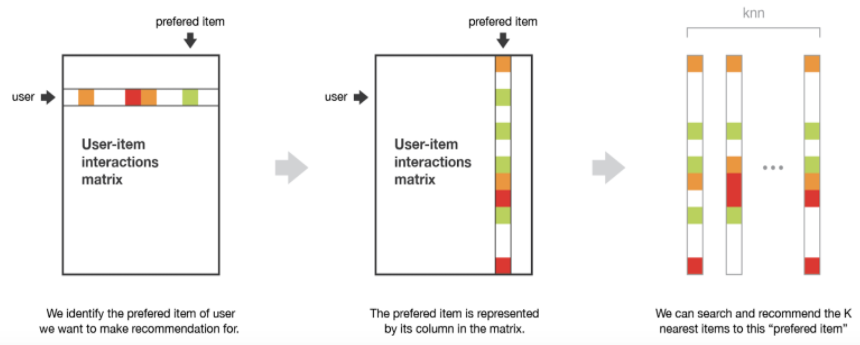 prefered item
user
User-item
interactions
matrix
We identify the prefered item of user
we want to make recommendation for.
prefered item
user
User-item
interactions
matrix
The prefered item is represented
by its column in the matrix.
knn
We can search and recommend the K
nearest items to this “prefered item”